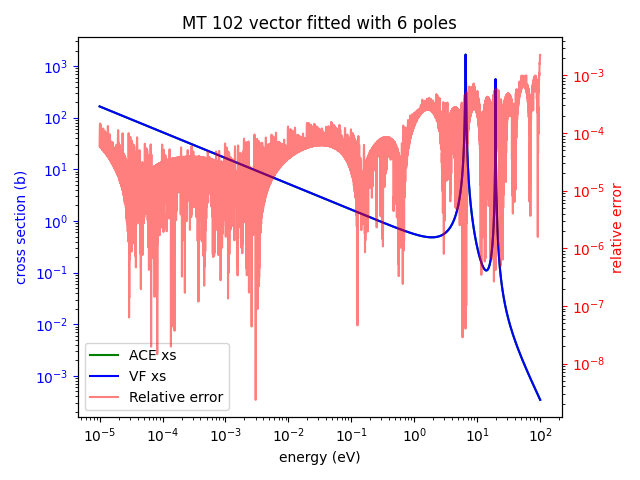 MT 102 vector fitted with 6 poles
10³
10²
10¹
10⁰
10⁻¹
10⁻²
10⁻³
cross section (b)
10⁻³
10⁻⁴
10⁻⁵
10⁻⁶
10⁻⁷
10⁻⁸
relative error
ACE xs
VF xs
Relative error
10⁻⁵ 10⁻⁴ 10⁻³ 10⁻² 10⁻¹ 10⁰ 10¹ 10²
energy (eV)